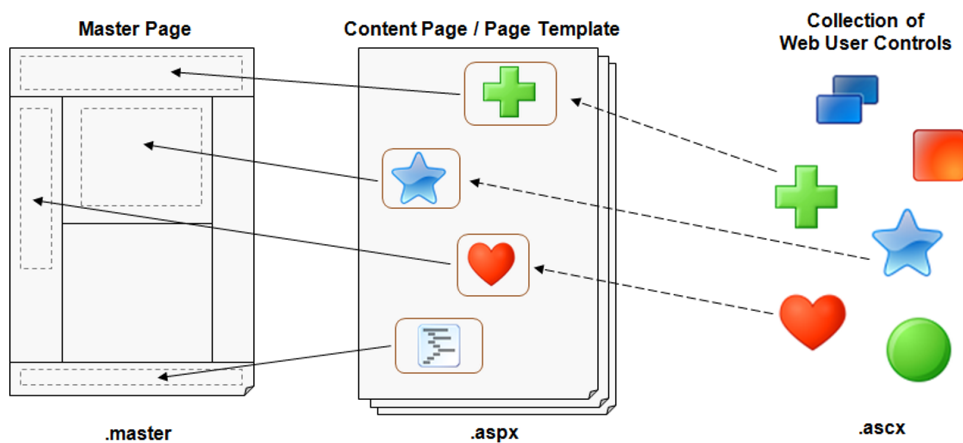 Master Page
Content Page / Page Template
Collection of
Web User Controls
.master
.aspx
.ascx